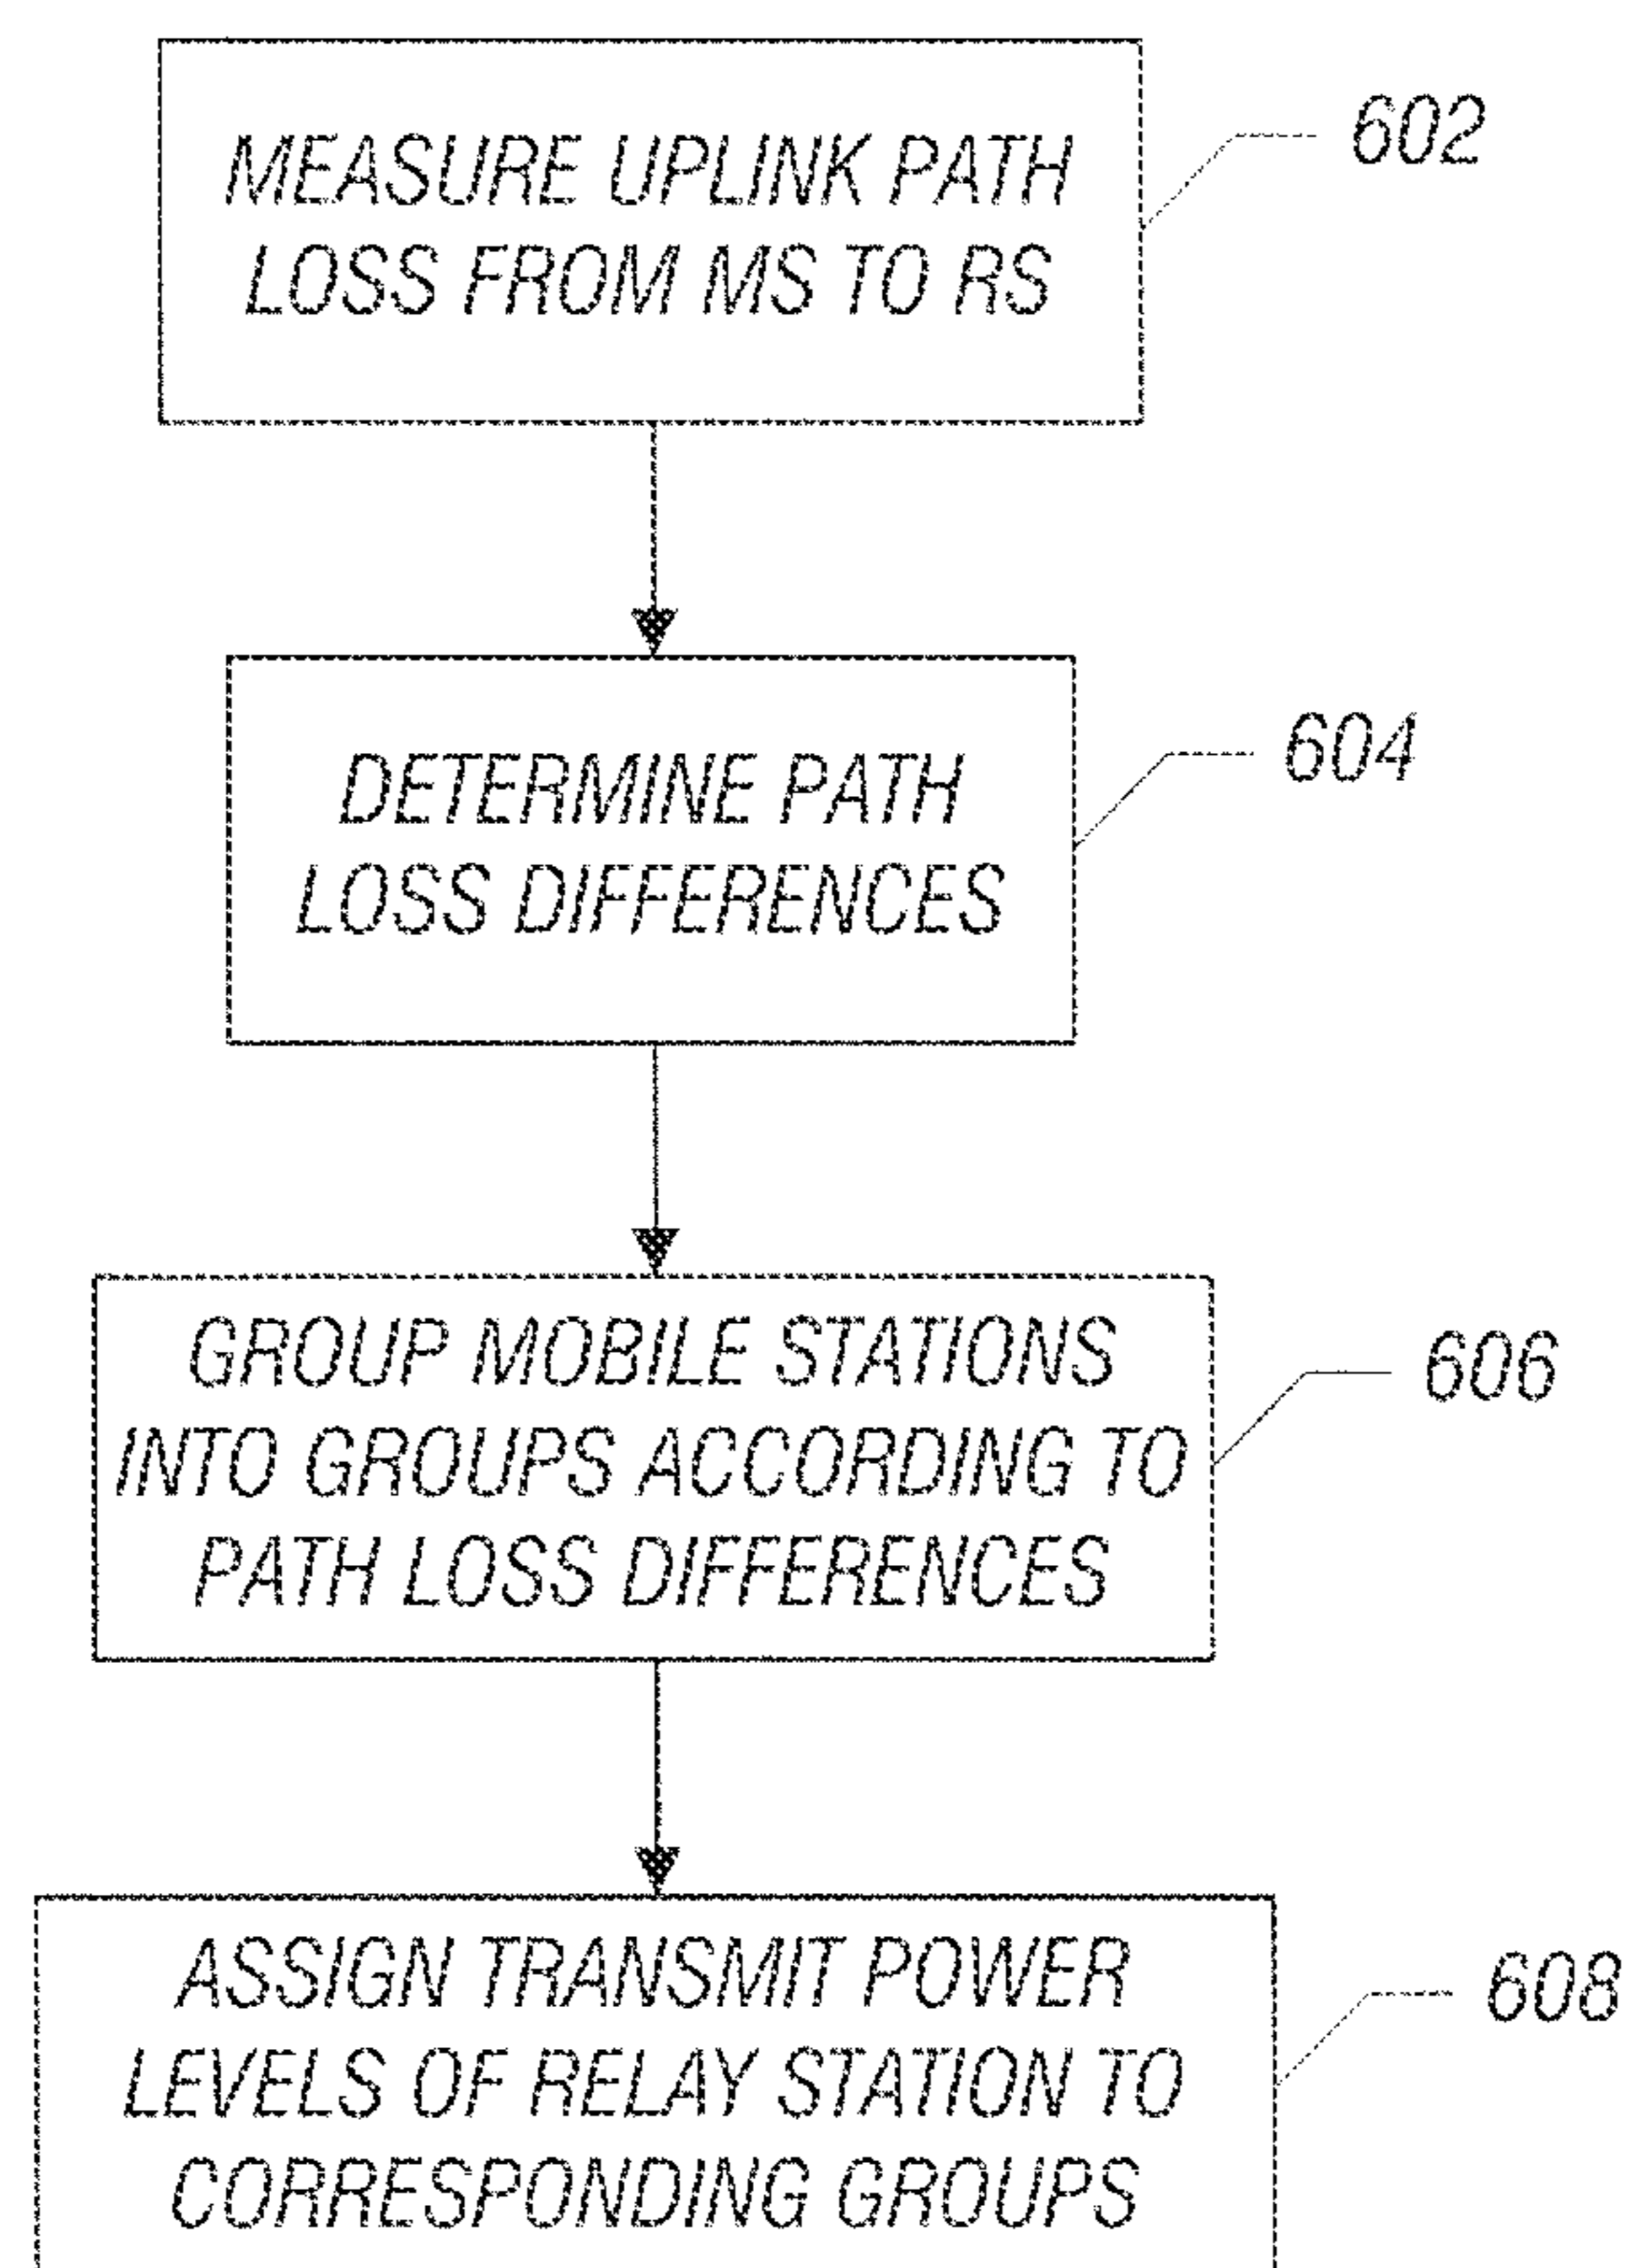 MEASURE UPLINK PATH
LOSS FROM MS TO RS
602
DETERMINE PATH
LOSS DIFFERENCES
604
GROUP MOBILE STATIONS
INTO GROUPS ACCORDING TO
PATH LOSS DIFFERENCES
606
ASSIGN TRANSMIT POWER
LEVELS OF RELAY STATION TO
CORRESPONDING GROUPS
608